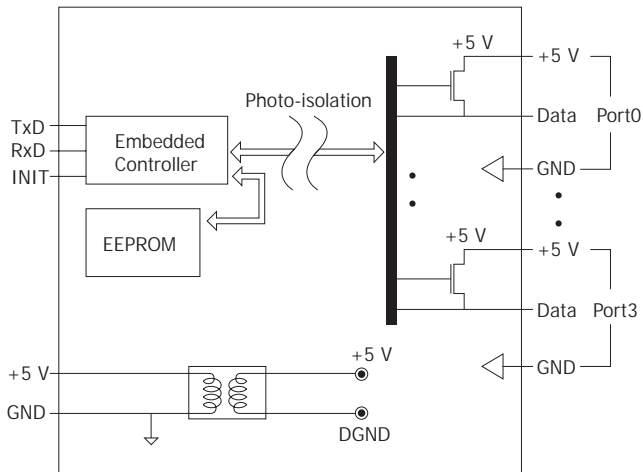 +5 V
+5 V
Photo-isolation
TxD
RxD
INIT
Embedded
Controller
Data
Port0
GND
EEPROM
+5 V
+5 V
Data
Port3
+5 V
+5 V
GND
GND
DGND